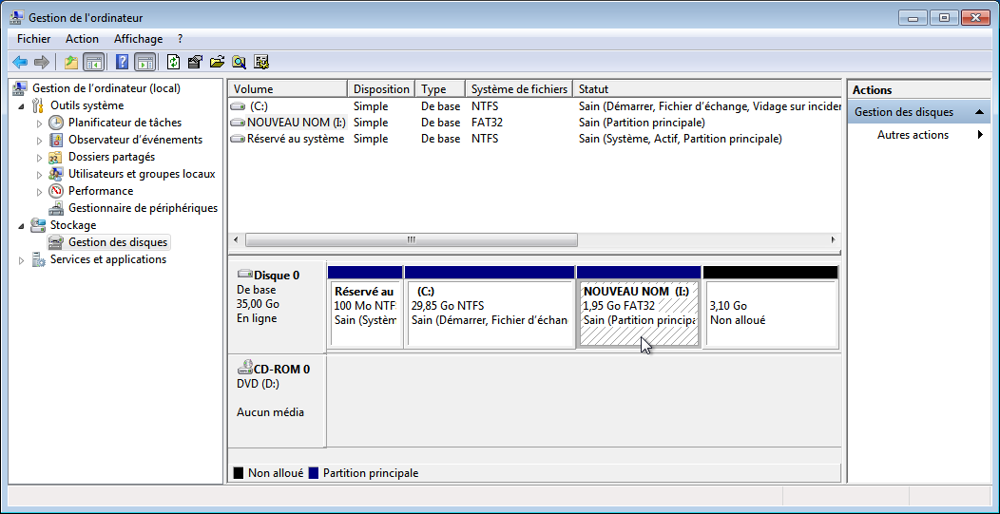 Gestion de l'ordinateur
Fichier Action Affichage ?
Gestion de l'ordinateur (local)
Outils système
Planificateur de tâches
Observateur d'événements
Dossiers partagés
Utilisateurs et groupes locaux
Performance
Gestionnaire de périphériques
Stockage
Gestion des disques
Services et applications
Volume Disposition Type Système de fichiers Statut
(C:) Simple De base NTFS Sain (Démarrer, Fichier d'échange, Vidage sur incider
NOUVEAU NOM (I:) Simple De base FAT32 Sain (Partition principale)
Réservé au système Simple De base NTFS Sain (Système, Actif, Partition principale)
Disque 0
De base
35,00 Go
En ligne
Réservé au
100 Mo NTF
Sain (Systèm
(C:)
29,85 Go NTFS
Sain (Démarrer, Fichier d'échan
NOUVEAU NOM (I:)
1,95 Go FAT32
Sain (Partition principa
3,10 Go
Non alloué
CD-ROM 0
DVD (D:)
Aucun média
Non alloué Partition principale
Actions
Gestion des disques
Autres actions